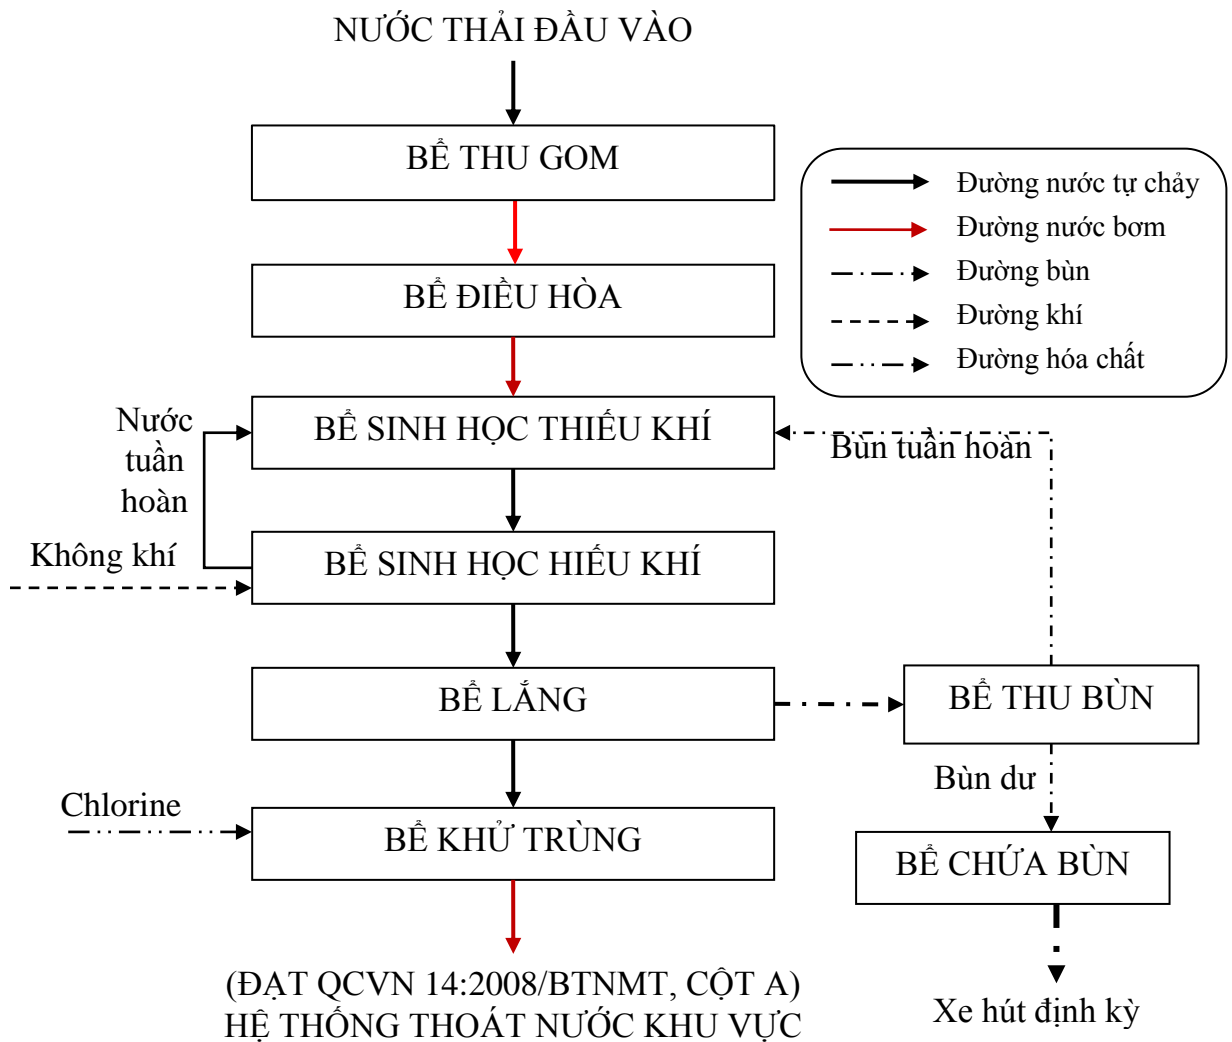 NƯỚC THẢI ĐẦU VÀO
BỂ THU GOM
Đường nước tự chảy
Đường nước bơm
Đường bùn
Đường khí
Đường hóa chất
BỂ ĐIỀU HÒA
Nước
tuần
hoàn
BỂ SINH HỌC THIẾU KHÍ
Bùn tuần hoàn
Không khí
BỂ SINH HỌC HIẾU KHÍ
BỂ LẮNG
BỂ THU BÙN
Bùn dư
Chlorine
BỂ KHỬ TRÙNG
BỂ CHỨA BÙN
(ĐẠT QCVN 14:2008/BTNMT, CỘT A)
HỆ THỐNG THOÁT NƯỚC KHU VỰC
Xe hút định kỳ